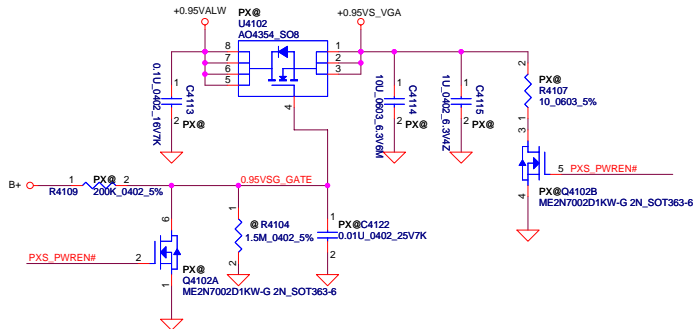 +0.95VALW
PX@
U4102
AO4354_SO8
+0.95VS_VGA
8
7
6
5
1
2
3
4
0.1U_0402_16V7K
1
C4113
2
PX@
10U_0603_6.3V6M
1
C4114
2
PX@
1U_0402_6.3V4Z
1
C4115
2
PX@
2
PX@
R4107
10_0603_5%
1
3
5
PXS_PWREN#
4
PX@Q4102B
ME2N7002D1KW-G 2N_SOT363-6
B+
1
PX@
2
R4109
200K_0402_5%
0.95VSG_GATE
6
1
@ R4104
1.5M_0402_5%
2
1
PX@C4122
0.01U_0402_25V7K
2
PXS_PWREN#
2
PX@
Q4102A
ME2N7002D1KW-G 2N_SOT363-6
1